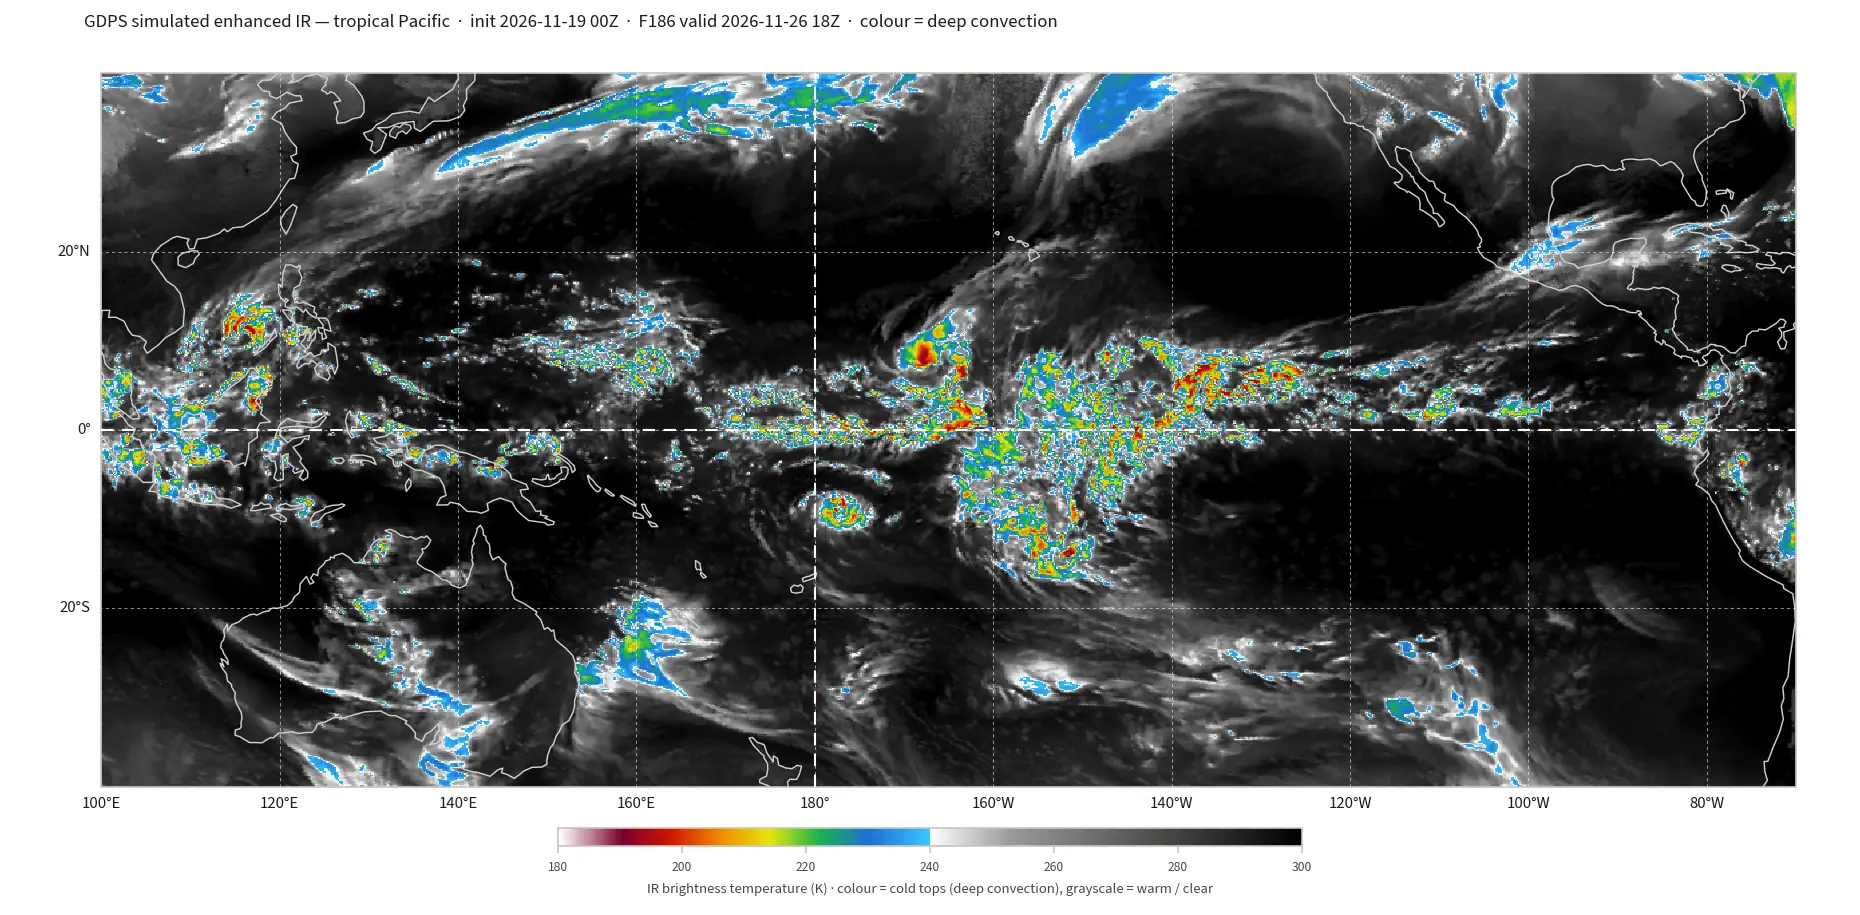 GDPS simulated enhanced IR — tropical Pacific · init 2026-11-19 00Z · F186 valid 2026-11-26 18Z · colour = deep convection
20°N
0°
20°S
100°E 120°E 140°E 160°E 180° 160°W 140°W 120°W 100°W 80°W
180 200 220 240 260 280 300
IR brightness temperature (K) · colour = cold tops (deep convection), grayscale = warm / clear